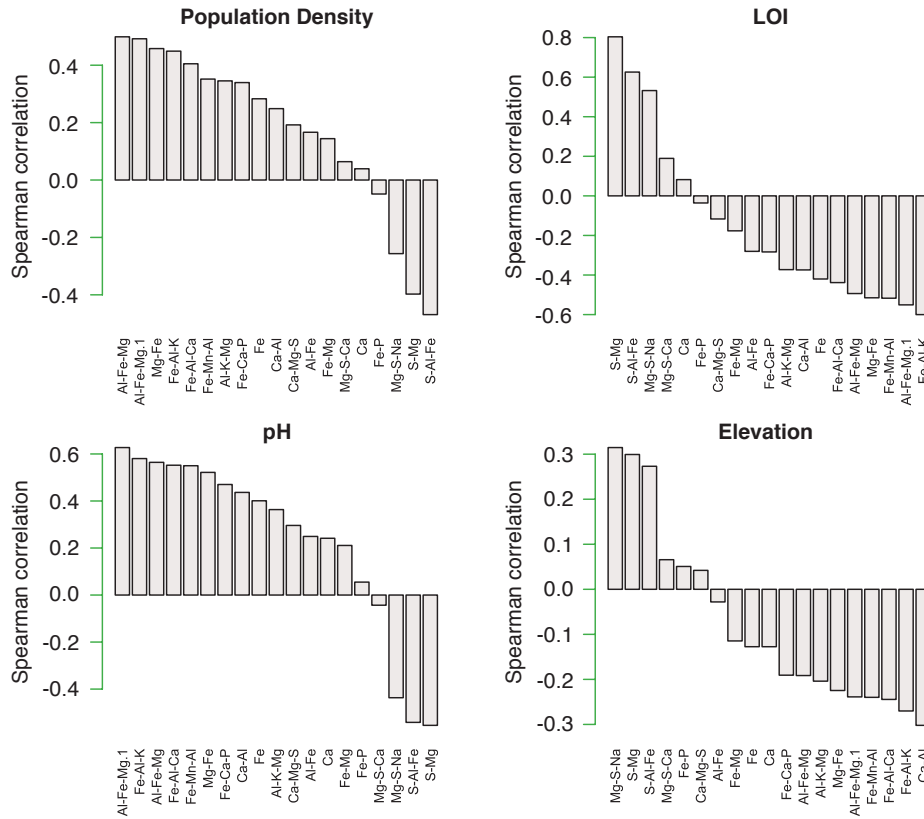 Population Density
Spearman correlation
0.4
0.2
0.0
-0.2
-0.4
Al-Fe-Mg
Al-Fe-Mg.1
Mg-Fe
Fe-Al-K
Fe-Al-Ca
Fe-Mn-Al
Al-K-Mg
Fe-Ca-P
Fe
Ca-Al
Ca-Mg-S
Al-Fe
Fe-Mg
Mg-S-Ca
Ca
Fe-P
Mg-S-Na
S-Mg
S-Al-Fe
LOI
Spearman correlation
0.8
0.6
0.4
0.2
0.0
-0.2
-0.4
-0.6
S-Mg
S-Al-Fe
Mg-S-Na
Mg-S-Ca
Ca
Fe-P
Ca-Mg-S
Fe-Mg
Al-Fe
Fe-Ca-P
Al-K-Mg
Ca-Al
Fe
Fe-Al-Ca
Al-Fe-Mg
Mg-Fe
Fe-Mn-Al
Al-Fe-Mg.1
Fe-Al-K
pH
Spearman correlation
0.6
0.4
0.2
0.0
-0.2
-0.4
Al-Fe-Mg.1
Fe-Al-K
Al-Fe-Mg
Fe-Al-Ca
Fe-Mn-Al
Mg-Fe
Fe-Ca-P
Ca-Al
Fe
Al-K-Mg
Ca-Mg-S
Al-Fe
Ca
Fe-Mg
Fe-P
Mg-S-Ca
Mg-S-Na
S-Al-Fe
S-Mg
Elevation
Spearman correlation
0.3
0.2
0.1
0.0
-0.1
-0.2
-0.3
Mg-S-Na
S-Mg
S-Al-Fe
Mg-S-Ca
Fe-P
Ca-Mg-S
Al-Fe
Fe-Mg
Fe
Ca
Fe-Ca-P
Al-Fe-Mg
Al-K-Mg
Mg-Fe
Al-Fe-Mg.1
Fe-Mn-Al
Fe-Al-Ca
Fe-Al-K
Ca-Al